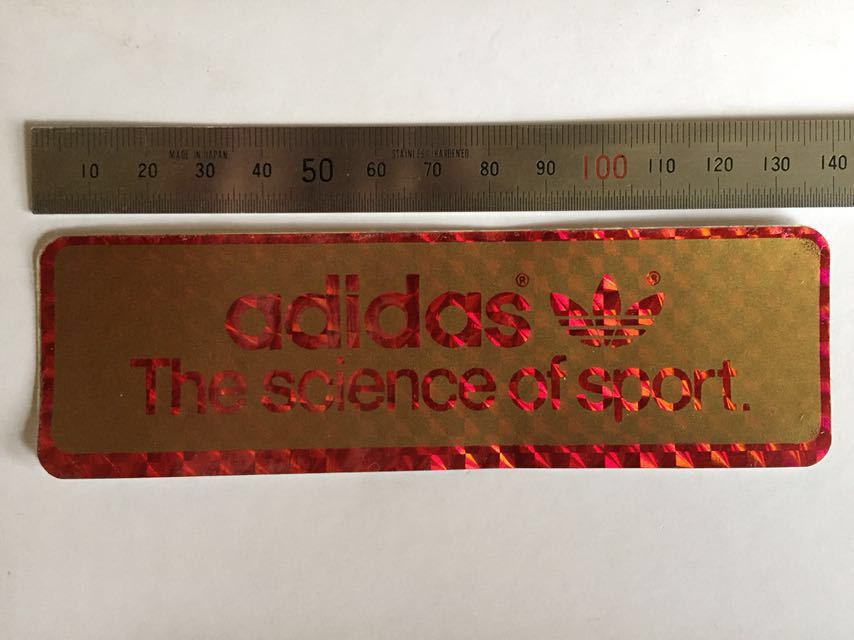 MADE IN JAPAN STAINLESS HARDENED
10 20 30 40 50 60 70 80 90 100 110 120 130 140
adidas® ®
The science of sport.